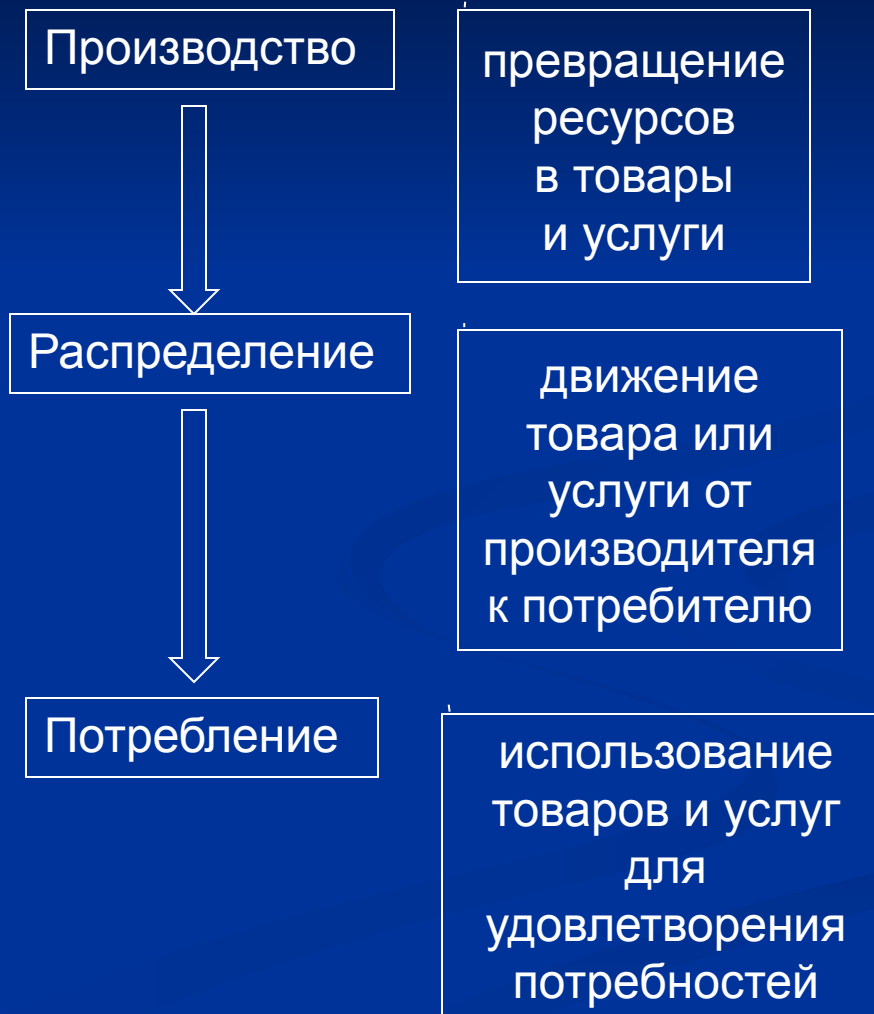 Производство
превращение
ресурсов
в товары
и услуги
Распределение
движение
товара или
услуги от
производителя
к потребителю
Потребление
использование
товаров и услуг
для
удовлетворения
потребностей